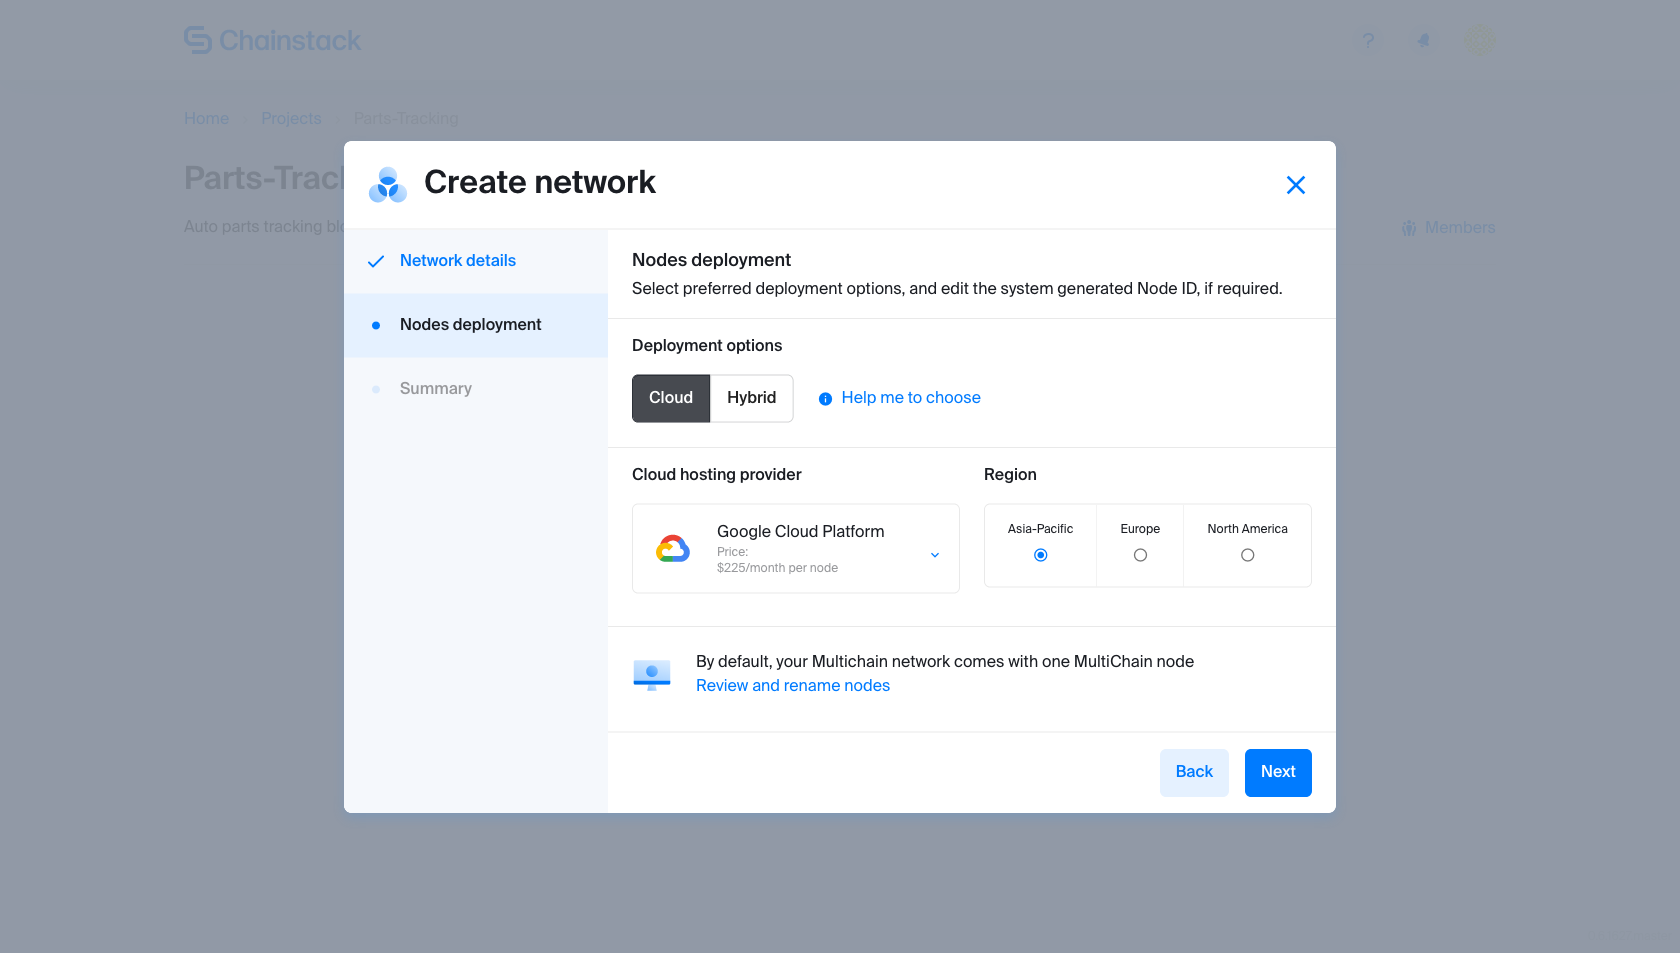 Chainstack
?
Home
Projects
Parts-Tracking
Parts-Tracl
Auto parts tracking blo
Members
Create network
Network details
Nodes deployment
Summary
Nodes deployment
Select preferred deployment options, and edit the system generated Node ID, if required.
Deployment options
Cloud
Hybrid
Help me to choose
Cloud hosting provider
Google Cloud Platform
Price:
$225/month per node
Region
Asia-Pacific
Europe
North America
By default, your Multichain network comes with one MultiChain node
Review and rename nodes
Back
Next